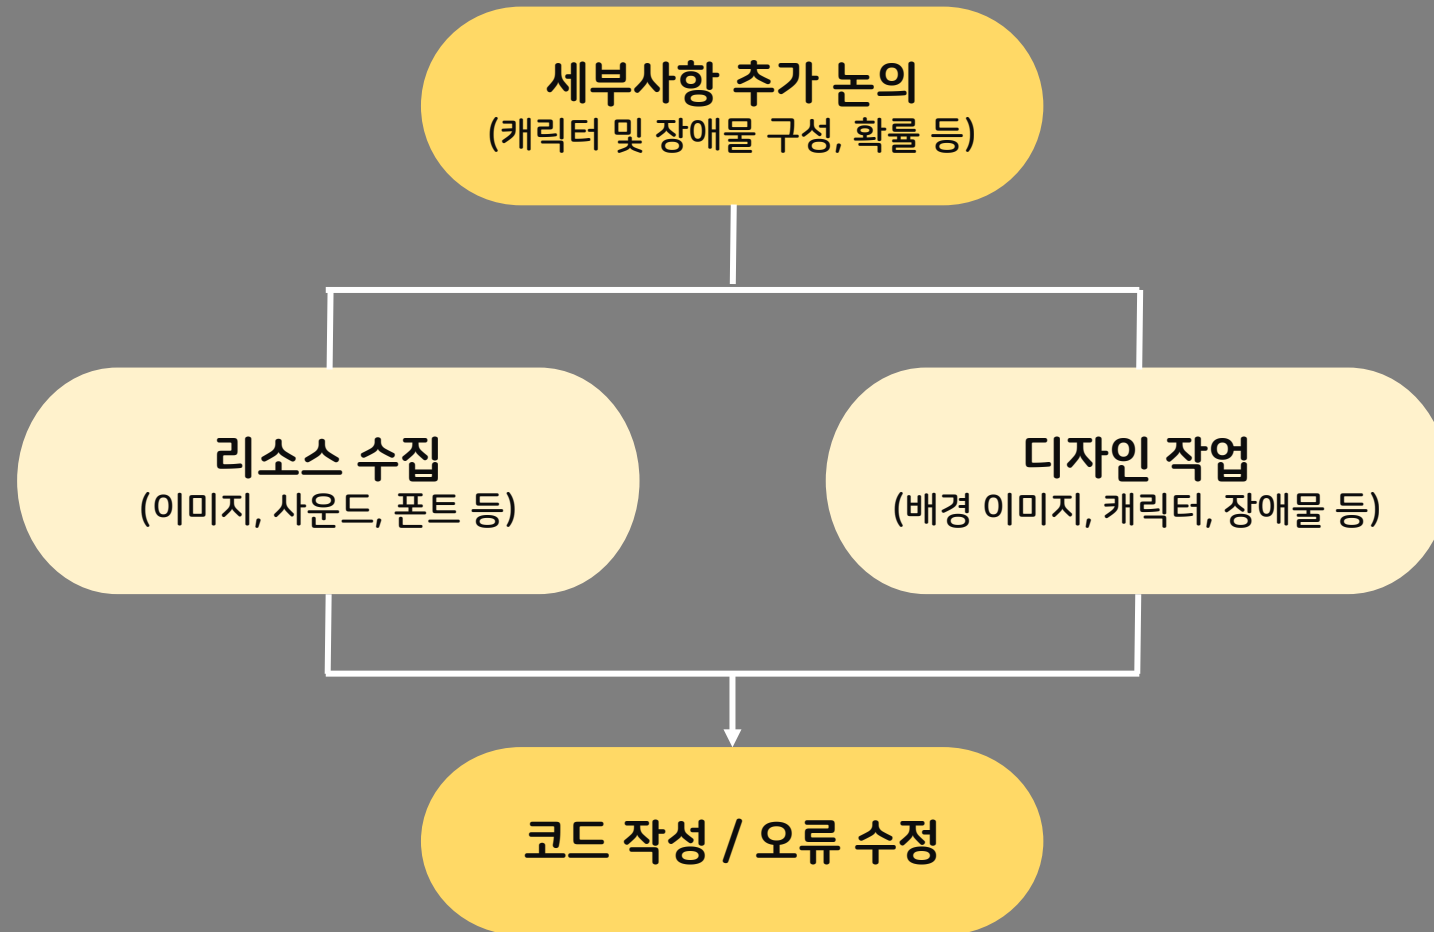 세부사항 추가 논의
(캐릭터 및 장애물 구성, 확률 등)
리소스 수집
(이미지, 사운드, 폰트 등)
디자인 작업
(배경 이미지, 캐릭터, 장애물 등)
코드 작성 / 오류 수정